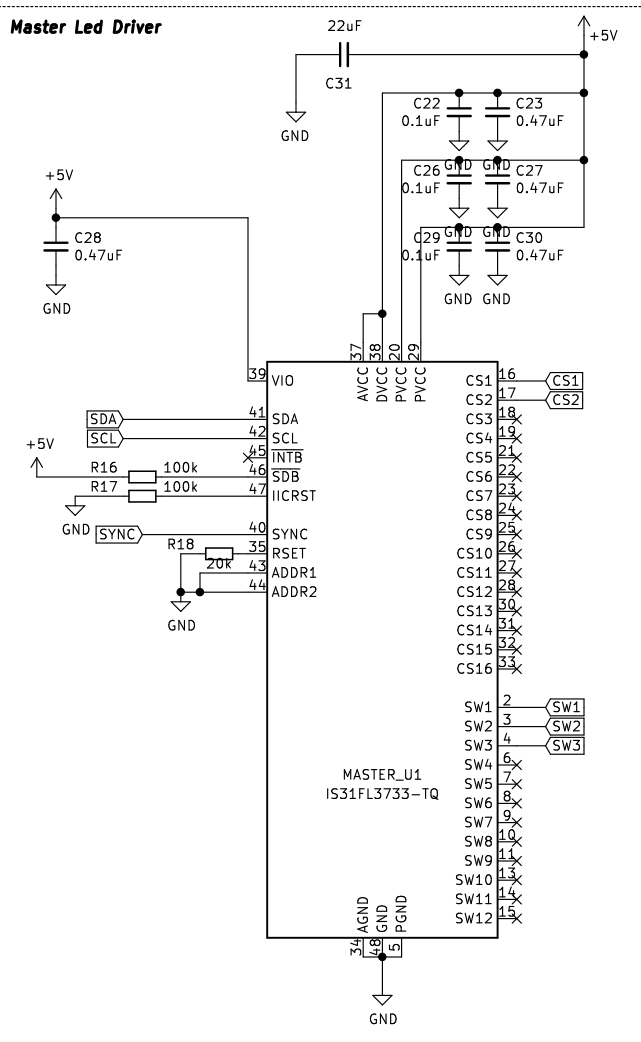 Master Led Driver
22uF
+5V
C31
GND
C22
0.1uF
C23
0.47uF
GND
GND
C26
0.1uF
C27
0.47uF
GND
GND
C29
0.1uF
C30
0.47uF
GND
GND
+5V
C28
0.47uF
GND
37
38
20
29
AVCC
DVCC
PVCC
PVCC
39 VIO
SDA 41 SDA
SCL 42 SCL
45 INTB
+5V
R16 100k 46 SDB
R17 100k 47 IICRST
GND
SYNC 40 SYNC
R18 20k 35 RSET
43 ADDR1
44 ADDR2
GND
CS1 16 CS1
CS2 17 CS2
CS3 18
CS4 19
CS5 21
CS6 22
CS7 23
CS8 24
CS9 25
CS10 26
CS11 27
CS12 28
CS13 30
CS14 31
CS15 32
CS16 33
SW1 2 SW1
SW2 3 SW2
SW3 4 SW3
SW4 6
SW5 7
SW6 8
SW7 9
SW8 10
SW9 11
SW10 13
SW11 14
SW12 15
MASTER_U1
IS31FL3733-TQ
AGND
GND
PGND
34
48
5
GND